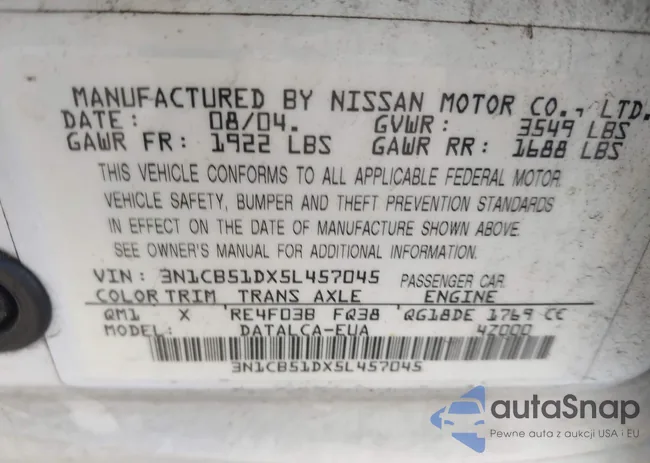 MANUFACTURED BY NISSAN MOTOR CO., LTD.
DATE: 08/04. GVWR: 3549 LBS
GAWR FR: 1922 LBS GAWR RR: 1688 LBS
THIS VEHICLE CONFORMS TO ALL APPLICABLE FEDERAL MOTOR
VEHICLE SAFETY, BUMPER AND THEFT PREVENTION STANDARDS
IN EFFECT ON THE DATE OF MANUFACTURE SHOWN ABOVE.
SEE OWNER'S MANUAL FOR ADDITIONAL INFORMATION.
VIN: 3N1CB51DX5L457045 PASSENGER CAR
COLOR TRIM TRANS AXLE ENGINE
QM1 X RE4F03B FQ38 QG18DE 1769 CC
MODEL: DATALCA-EUA 4Z000
3N1CB51DX5L457045
autaSnap
Pewne auta z aukcji USA i EU